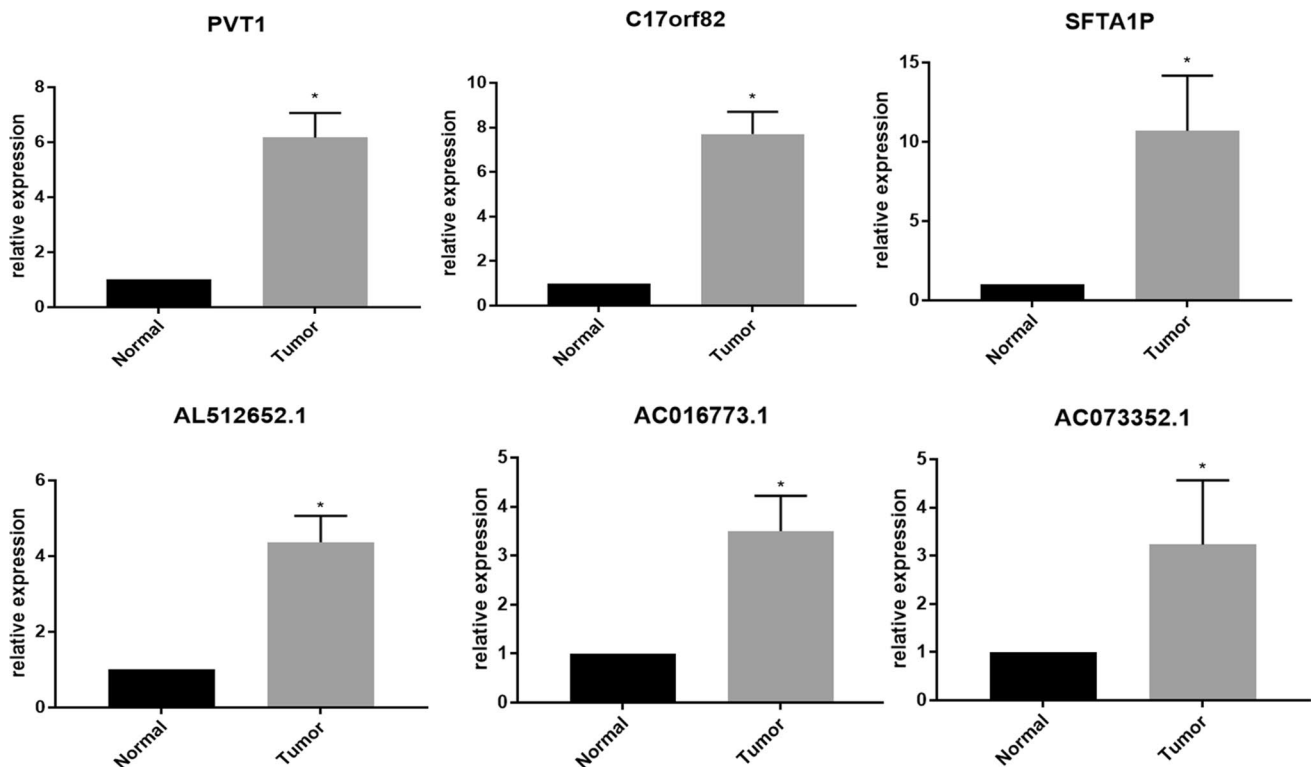 PVT1
relative expression
8
6
4
2
0
*
Normal
Tumor
C17orf82
relative expression
10
8
6
4
2
0
*
Normal
Tumor
SFTA1P
relative expression
15
10
5
0
*
Normal
Tumor
AL512652.1
relative expression
6
4
2
0
*
Normal
Tumor
AC016773.1
relative expression
5
4
3
2
1
0
*
Normal
Tumor
AC073352.1
relative expression
5
4
3
2
1
0
*
Normal
Tumor